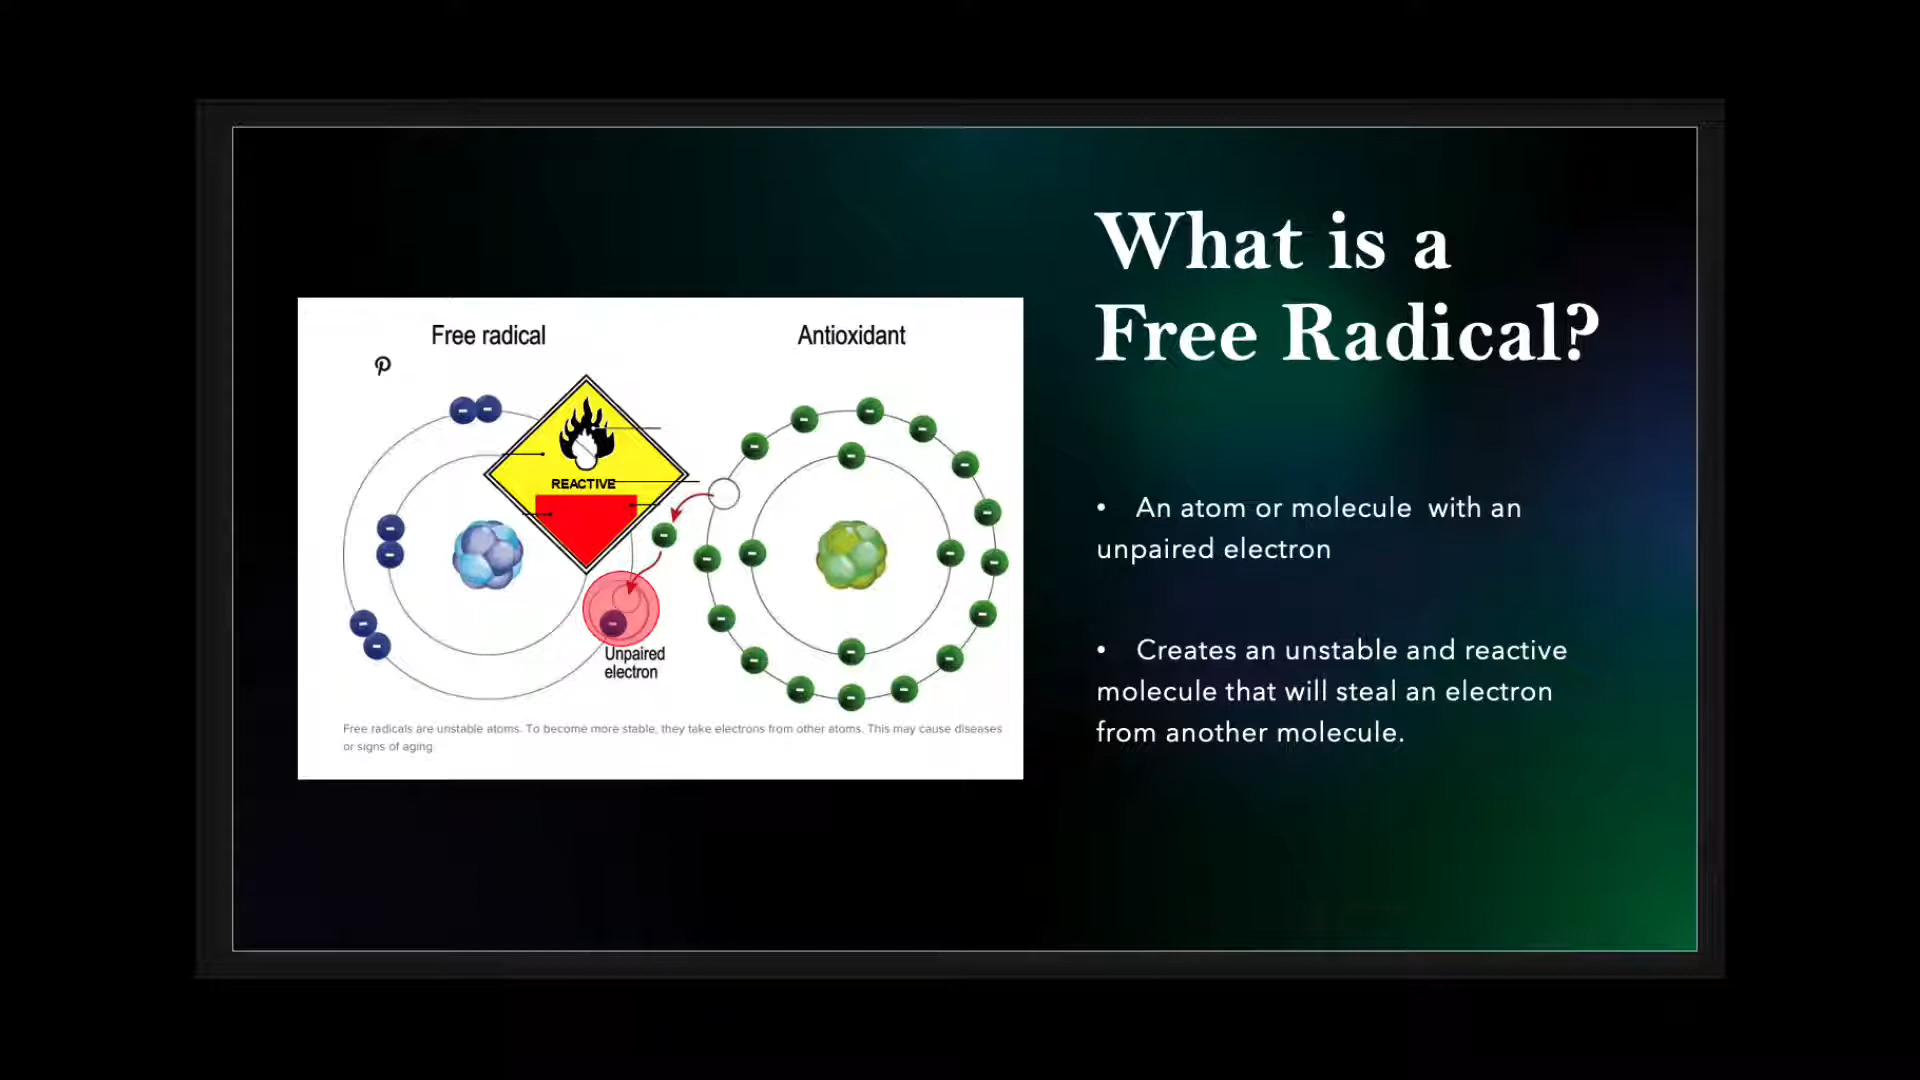 What is a
Free Radical?
Free radical
Antioxidant
REACTIVE
Unpaired
electron
Free radicals are unstable atoms. To become more stable, they take electrons from other atoms. This may cause diseases
or signs of aging.
• An atom or molecule with an
unpaired electron
• Creates an unstable and reactive
molecule that will steal an electron
from another molecule.